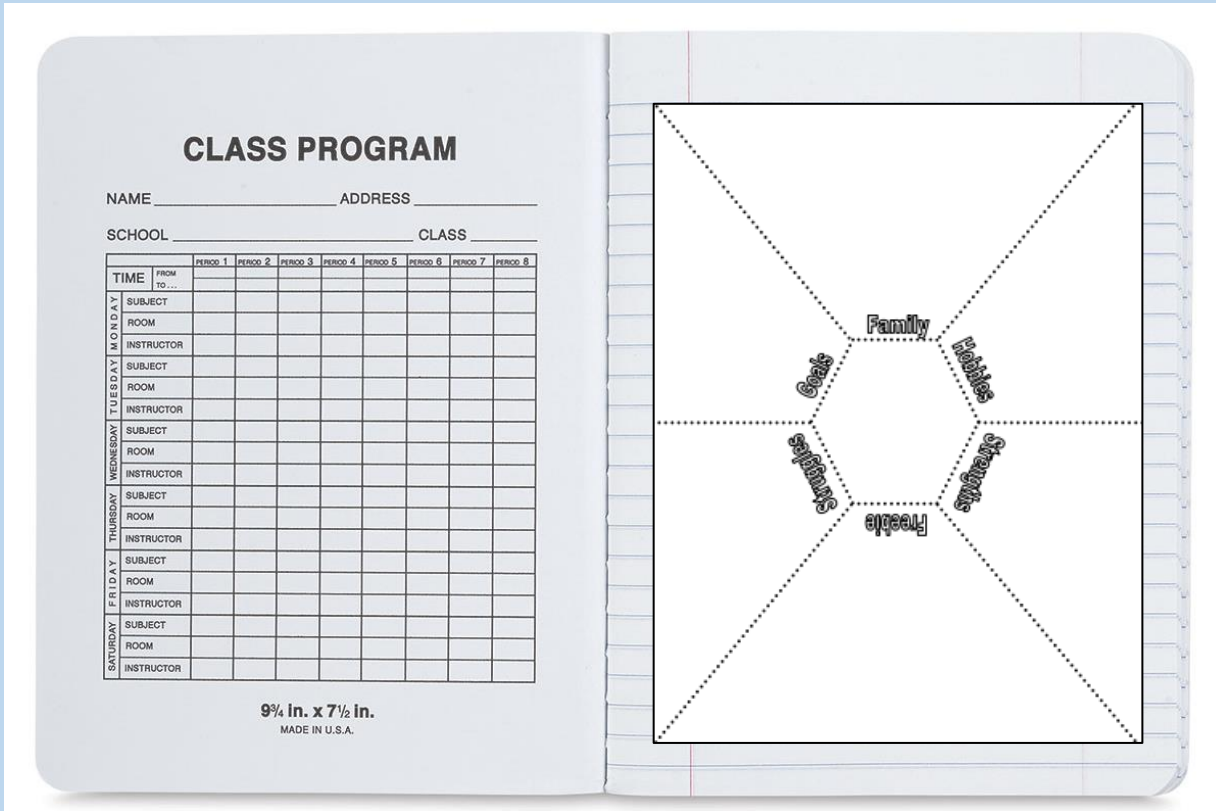 CLASS PROGRAM
NAME ADDRESS
SCHOOL CLASS
PERIOD 1 PERIOD 2 PERIOD 3 PERIOD 4 PERIOD 5 PERIOD 6 PERIOD 7 PERIOD 8
TIME FROM
TO . . .
MONDAY
SUBJECT
ROOM
INSTRUCTOR
TUESDAY
SUBJECT
ROOM
INSTRUCTOR
WEDNESDAY
SUBJECT
ROOM
INSTRUCTOR
THURSDAY
SUBJECT
ROOM
INSTRUCTOR
FRIDAY
SUBJECT
ROOM
INSTRUCTOR
SATURDAY
SUBJECT
ROOM
INSTRUCTOR
9¾ in. x 7½ in.
MADE IN U.S.A.
Family
Hobbies
Strengths
Freebie
Struggles
Goals